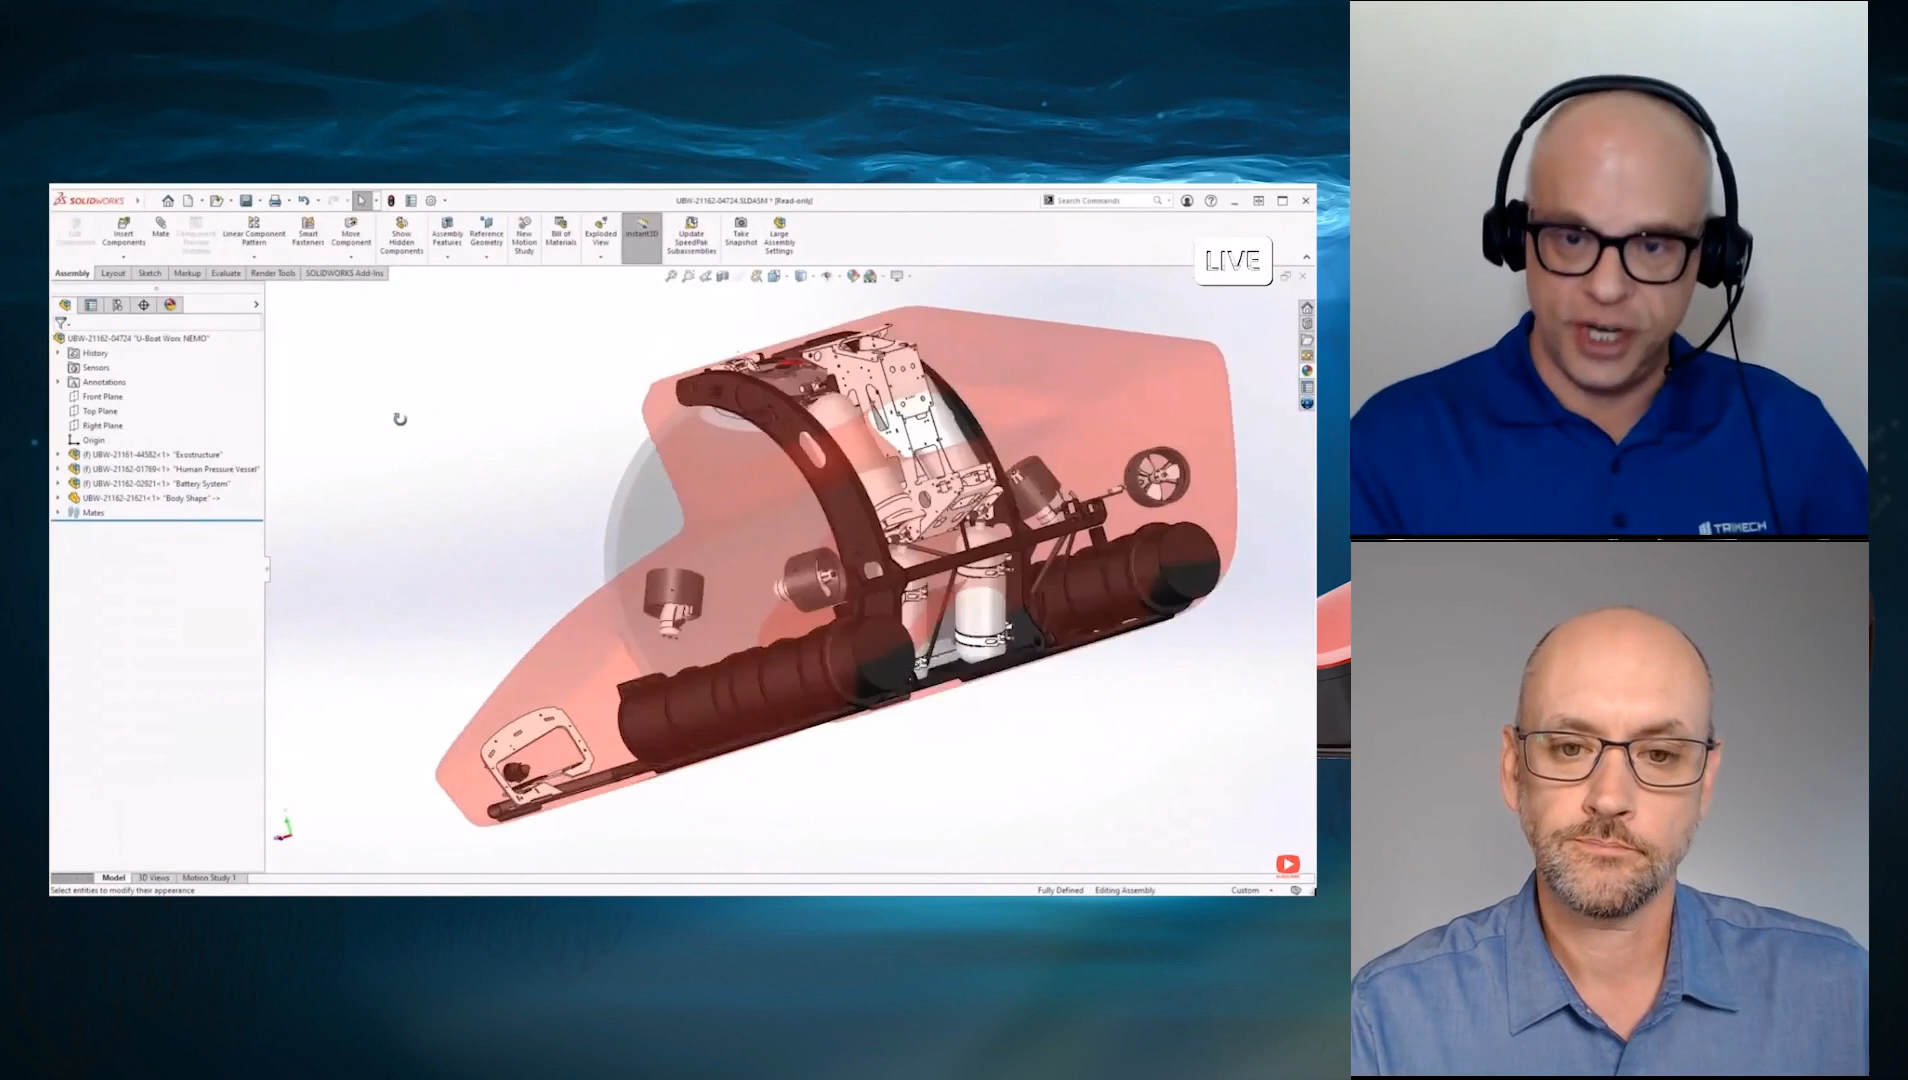 SOLIDWORKS
UBW-21162-04724.SLDASM * [Read-only]
Search Commands
Insert Components
Mate
Linear Component Pattern
Smart Fasteners
Move Component
Show Hidden Components
Assembly Features
Reference Geometry
New Motion Study
Bill of Materials
Exploded View
Instant3D
Update SpeedPak Subassemblies
Take Snapshot
Large Assembly Settings
LIVE
Assembly Layout Sketch Markup Evaluate Render Tools SOLIDWORKS Add-Ins
UBW-21162-04724 "U-Boat Worx NEMO"
History
Sensors
Annotations
Front Plane
Top Plane
Right Plane
Origin
(f) UBW-21161-44582<1> "Exostructure"
(f) UBW-21162-01769<1> "Human Pressure Vessel"
(f) UBW-21162-02921<1> "Battery System"
UBW-21162-21621<1> "Body Shape" ->
Mates
Model 3D Views Motion Study 1
Select entities to modify their appearance
Fully Defined Editing Assembly Custom
TRIMECH